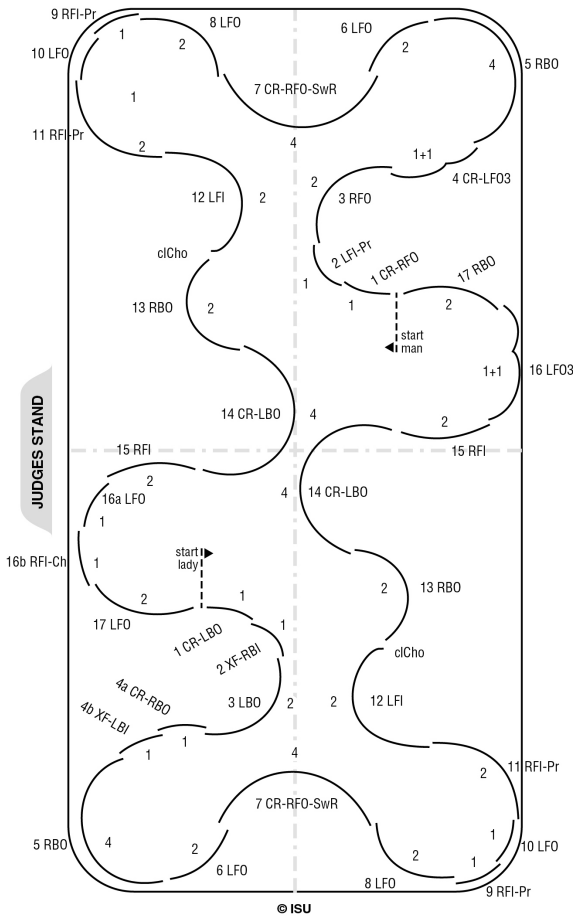 9 RFI-Pr
8 LFO
6 LFO
1
2
2
10 LFO
4
5 RBO
7 CR-RFO-SwR
1
11 RFI-Pr
2
4
1+1
4 CR-LFO3
2
12 LFI
2
3 RFO
clCho
2 LFI-Pr
1 CR-RFO
17 RBO
1
1
2
13 RBO
2
start
man
1+1
16 LFO3
14 CR-LBO
4
2
JUDGES STAND
15 RFI
15 RFI
2
16a LFO
4
14 CR-LBO
1
start
lady
16b RFI-Ch
1
2
13 RBO
2
1
17 LFO
1 CR-LBO
1
2 XF-RBI
clCho
4a CR-RBO
3 LBO
2
2
12 LFI
4b XF-LBI
1
1
4
11 RFI-Pr
2
7 CR-RFO-SwR
5 RBO
4
2
2
1
10 LFO
1
6 LFO
8 LFO
9 RFI-Pr
© ISU